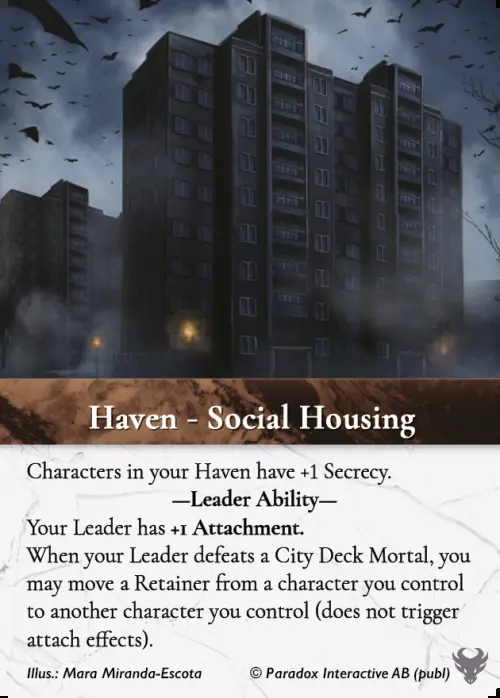 Haven - Social Housing
Characters in your Haven have +1 Secrecy.
—Leader Ability—
Your Leader has +1 Attachment.
When your Leader defeats a City Deck Mortal, you
may move a Retainer from a character you control
to another character you control (does not trigger
attach effects).
Illus.: Mara Miranda-Escota © Paradox Interactive AB (publ)